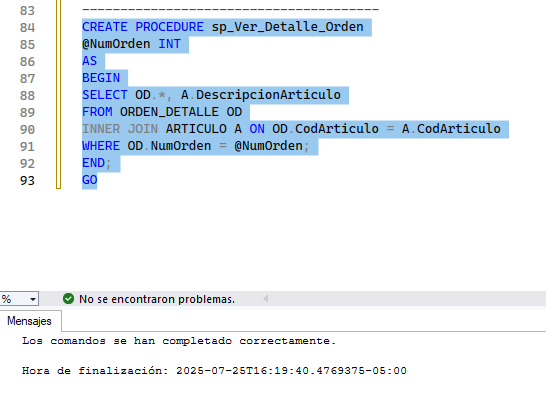 83 --------------------------------------
84 CREATE PROCEDURE sp_Ver_Detalle_Orden
85 @NumOrden INT
86 AS
87 BEGIN
88 SELECT OD.*, A.DescripcionArticulo
89 FROM ORDEN_DETALLE OD
90 INNER JOIN ARTICULO A ON OD.CodArticulo = A.CodArticulo
91 WHERE OD.NumOrden = @NumOrden;
92 END;
93 GO
% No se encontraron problemas.
Mensajes
Los comandos se han completado correctamente.
Hora de finalización: 2025-07-25T16:19:40.4769375-05:00